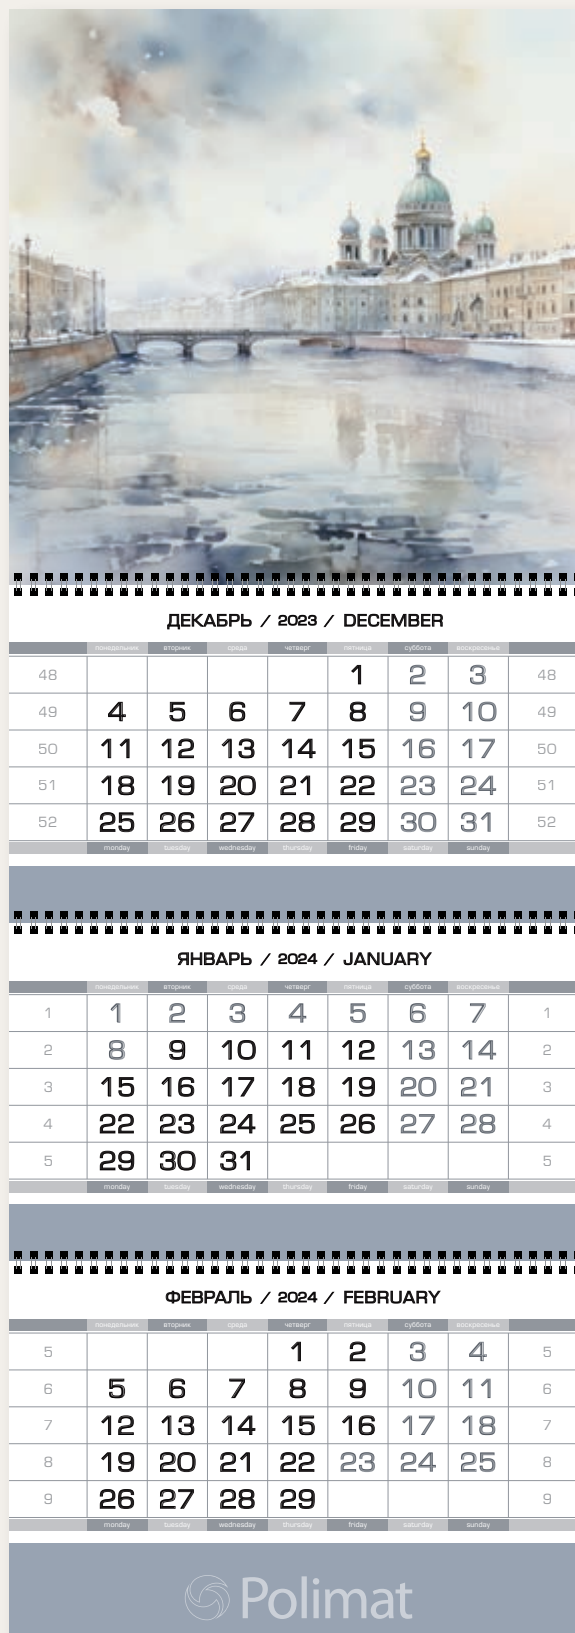 ДЕКАБРЬ / 2023 / DECEMBER
понедельник вторник среда четверг пятница суббота воскресенье
48 1 2 3 48
49 4 5 6 7 8 9 10 49
50 11 12 13 14 15 16 17 50
51 18 19 20 21 22 23 24 51
52 25 26 27 28 29 30 31 52
monday tuesday wednesday thursday friday saturday sunday
ЯНВАРЬ / 2024 / JANUARY
понедельник вторник среда четверг пятница суббота воскресенье
1 1 2 3 4 5 6 7 1
2 8 9 10 11 12 13 14 2
3 15 16 17 18 19 20 21 3
4 22 23 24 25 26 27 28 4
5 29 30 31 5
monday tuesday wednesday thursday friday saturday sunday
ФЕВРАЛЬ / 2024 / FEBRUARY
понедельник вторник среда четверг пятница суббота воскресенье
5 1 2 3 4 5
6 5 6 7 8 9 10 11 6
7 12 13 14 15 16 17 18 7
8 19 20 21 22 23 24 25 8
9 26 27 28 29 9
monday tuesday wednesday thursday friday saturday sunday
Polimat